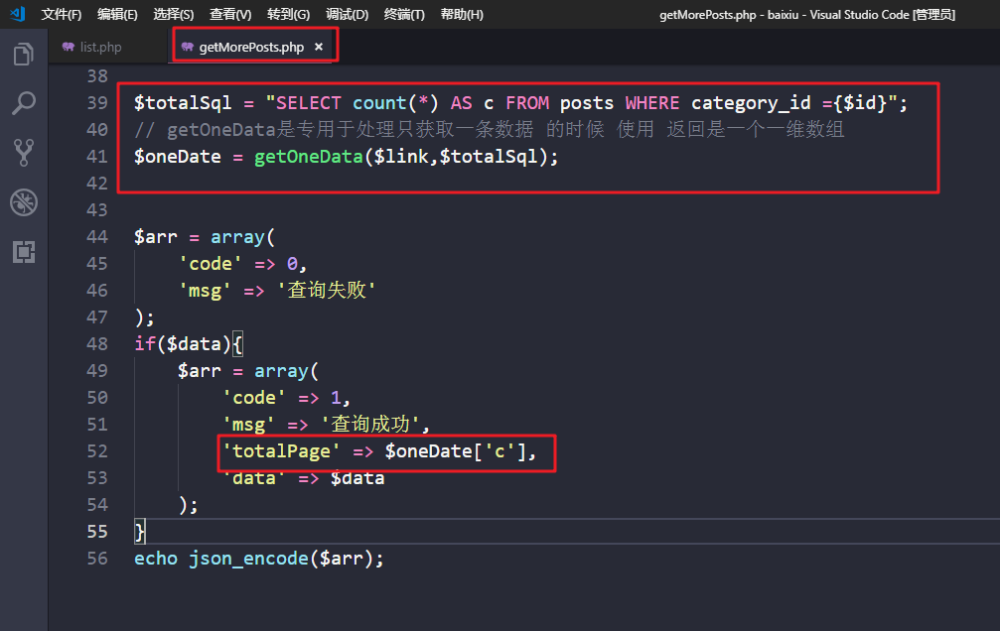 文件(F) 编辑(E) 选择(S) 查看(V) 转到(G) 调试(D) 终端(T) 帮助(H) getMorePosts.php - baixiu - Visual Studio Code [管理员]
list.php getMorePosts.php ×
38
39 $totalSql = "SELECT count(*) AS c FROM posts WHERE category_id ={$id}";
40 // getOneData是专用于处理只获取一条数据 的时候 使用 返回是一个一维数组
41 $oneDate = getOneData($link,$totalSql);
42
43
44 $arr = array(
45 'code' => 0,
46 'msg' => '查询失败'
47 );
48 if($data){
49 $arr = array(
50 'code' => 1,
51 'msg' => '查询成功',
52 'totalPage' => $oneDate['c'],
53 'data' => $data
54 );
55 }
56 echo json_encode($arr);